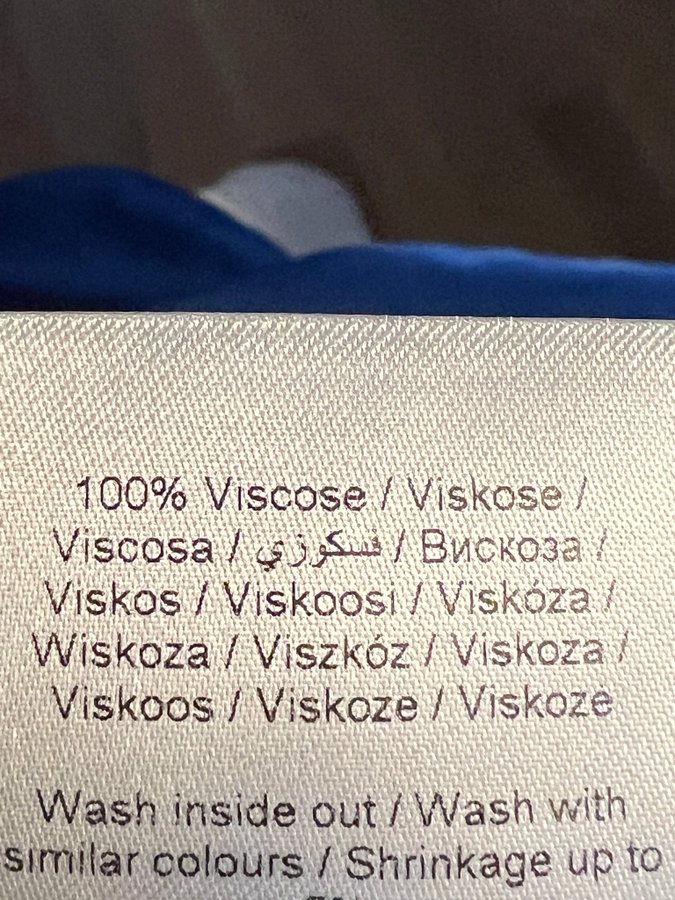 100% Viscose / Viskose /
Viscosa / فسكوزي / Вискоза /
Viskos / Viskoosi / Viskóza /
Wiskoza / Viszkóz / Viskoza /
Viskoos / Viskoze / Viskoze
Wash inside out / Wash with
similar colours / Shrinkage up to